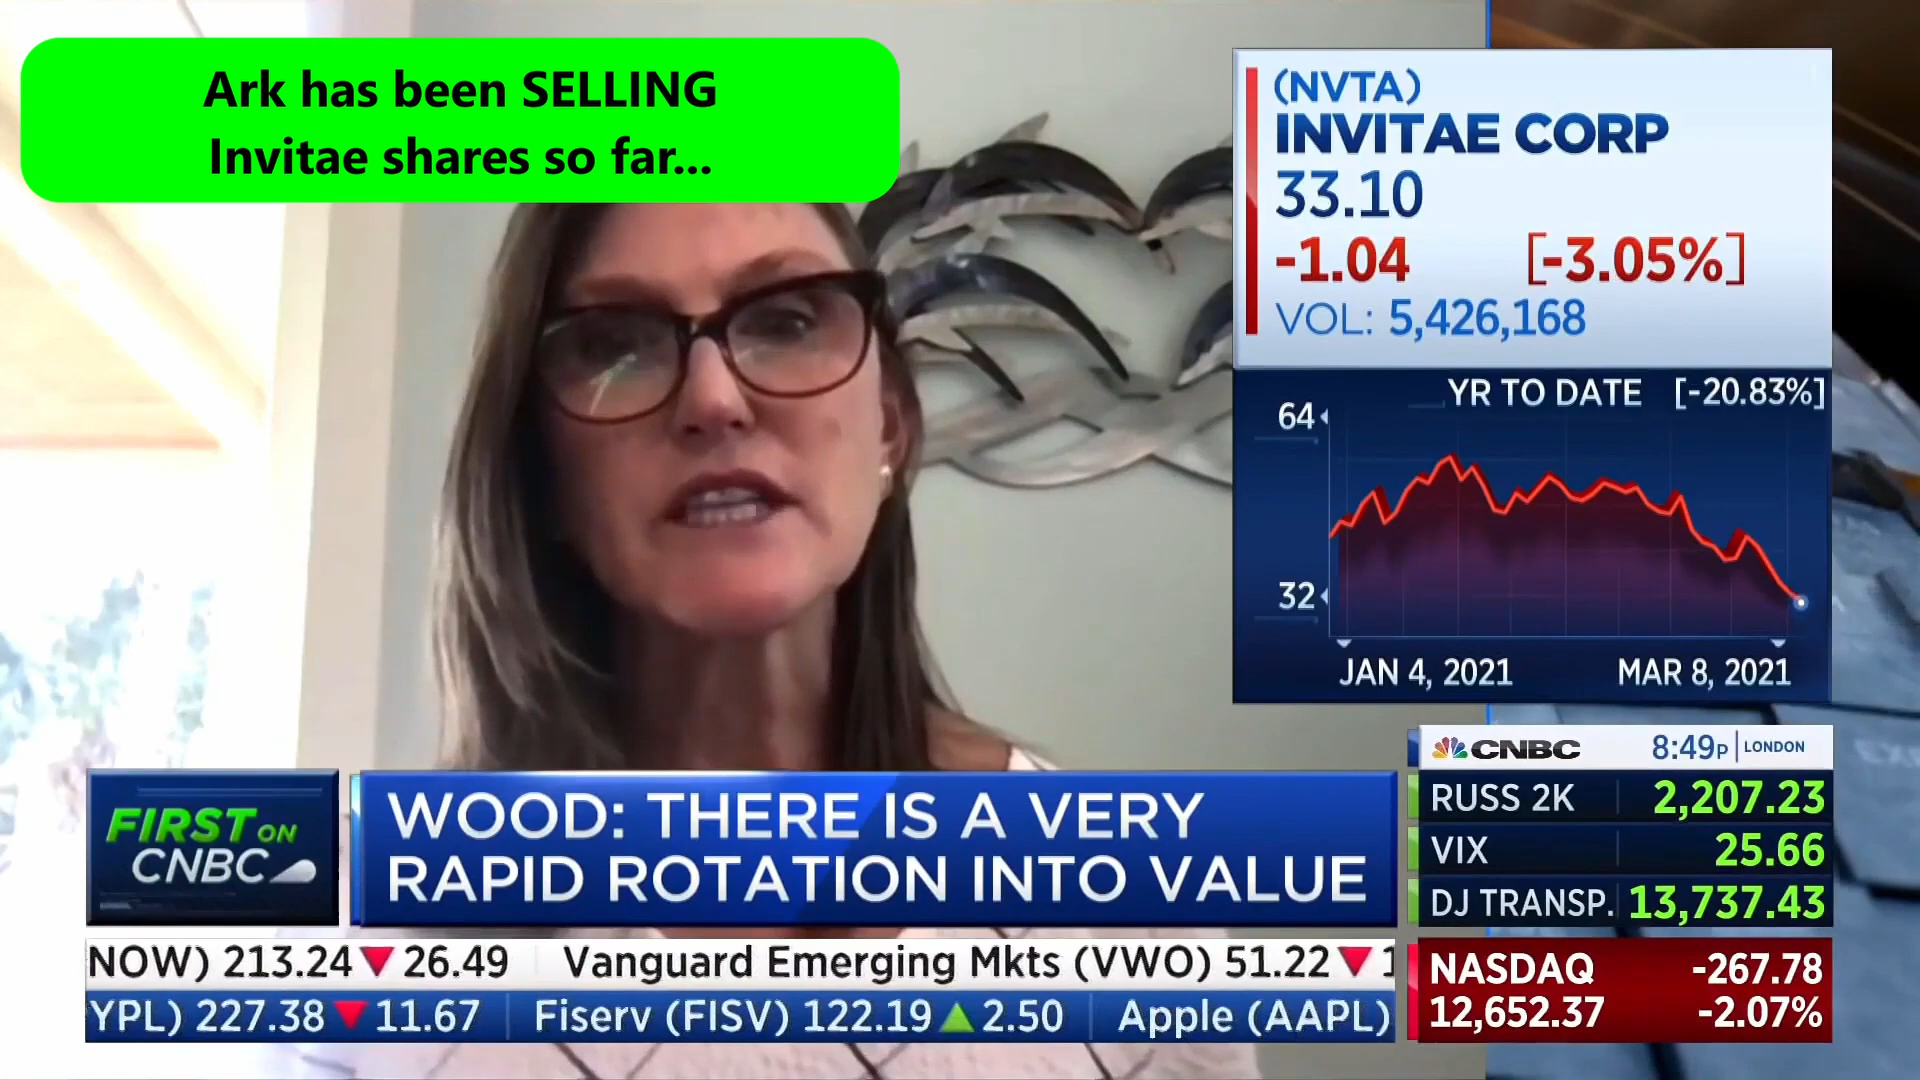 Ark has been SELLING
Invitae shares so far...
(NVTA)
INVITAE CORP
33.10
-1.04 [-3.05%]
VOL: 5,426,168
YR TO DATE [-20.83%]
64
32
JAN 4, 2021 MAR 8, 2021
CNBC 8:49P LONDON
RUSS 2K 2,207.23
VIX 25.66
DJ TRANSP. 13,737.43
NASDAQ -267.78
12,652.37 -2.07%
FIRST ON
CNBC
WOOD: THERE IS A VERY
RAPID ROTATION INTO VALUE
NOW) 213.24 ▼ 26.49 Vanguard Emerging Mkts (VWO) 51.22 ▼ 1
YPL) 227.38 ▼ 11.67 Fiserv (FISV) 122.19 ▲ 2.50 Apple (AAPL)